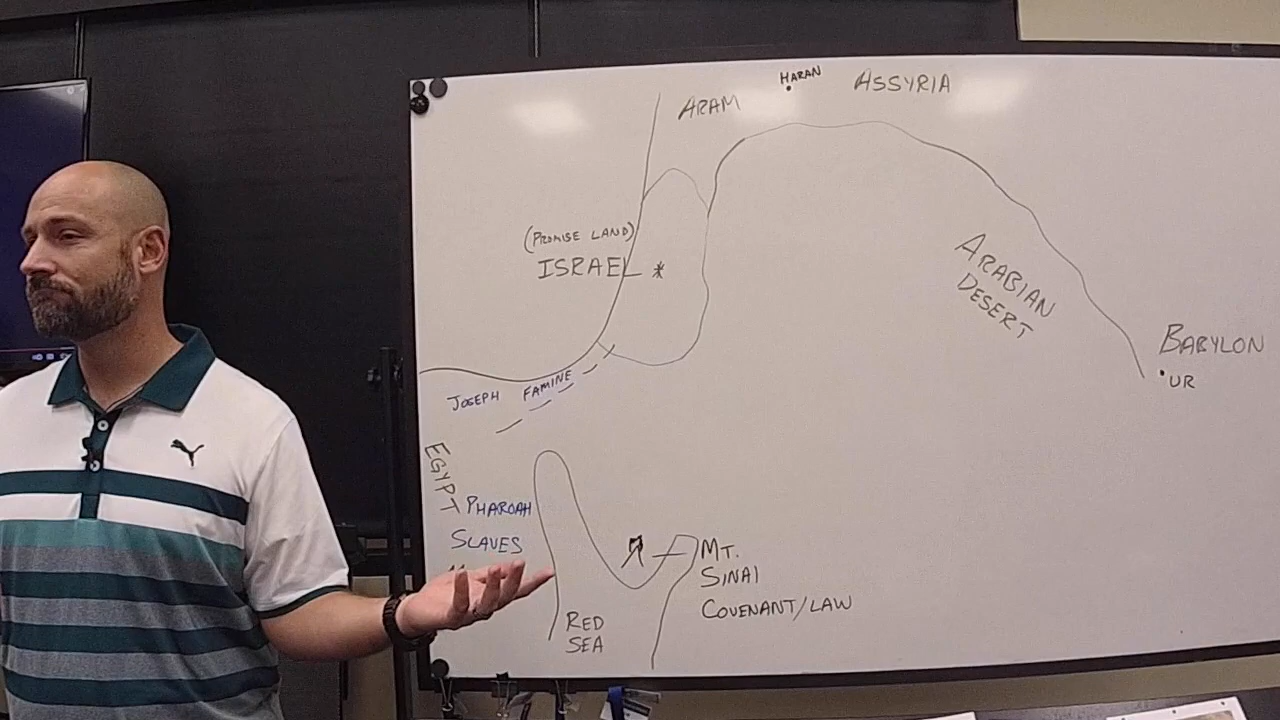 HARAN
ASSYRIA
ARAM
(PROMISE LAND)
ISRAEL
ARABIAN
DESERT
BABYLON
UR
JOSEPH FAMINE
EGYPT
PHAROAH
SLAVES
MT.
SINAI
COVENANT/LAW
RED
SEA